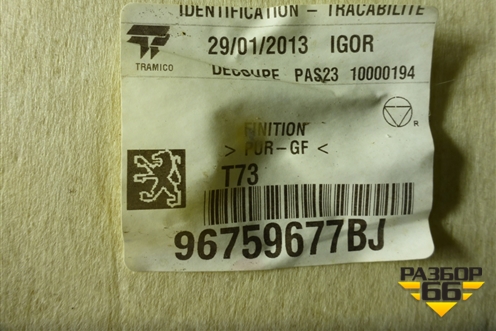 IDENTIFICATION - TRACABILITE
29/01/2013 IGOR
TRAMICO
DECOUPE PAS23 10000194
FINITION
> PUR-GF <
R
T73
96759677BJ
РАЗБОР
66